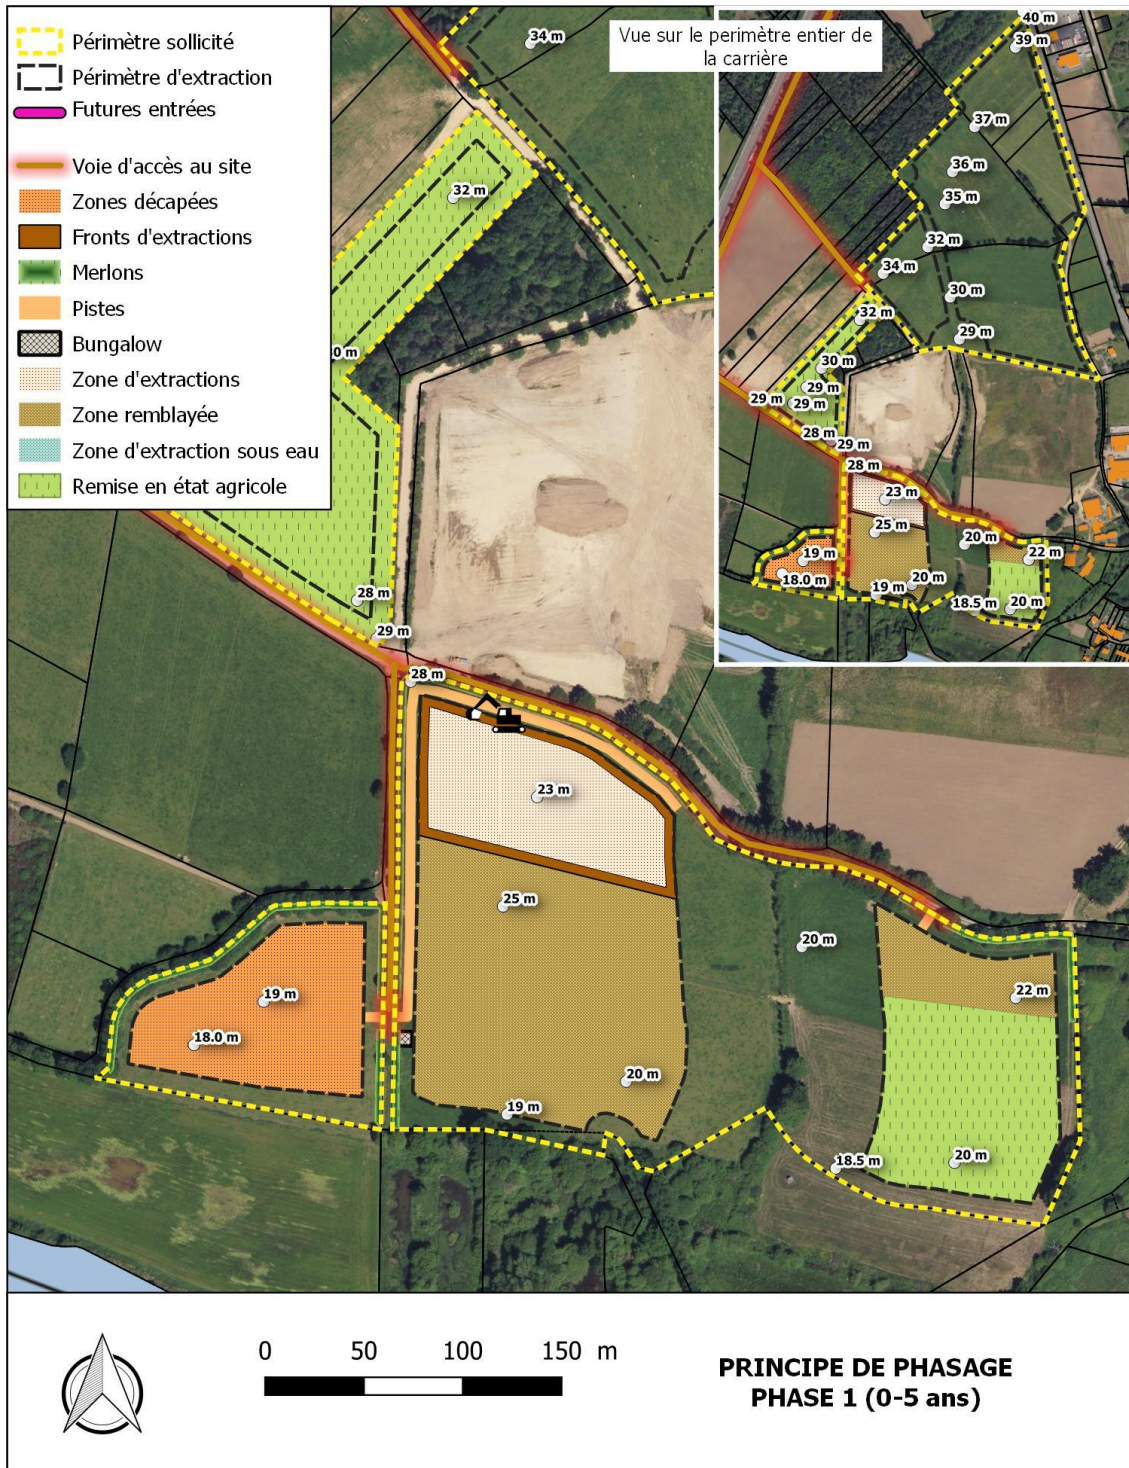 Périmètre sollicité
Périmètre d'extraction
Futures entrées
Voie d'accès au site
Zones décapées
Fronts d'extractions
Merlons
Pistes
Bungalow
Zone d'extractions
Zone remblayée
Zone d'extraction sous eau
Remise en état agricole
Vue sur le perimètre entier de
la carrière
34 m
32 m
0 m
28 m
29 m
28 m
23 m
25 m
20 m
19 m
19 m
18.0 m
20 m
22 m
18.5 m
20 m
40 m
39 m
37 m
36 m
35 m
32 m
34 m
30 m
29 m
32 m
30 m
29 m
29 m
29 m
28 m
29 m
28 m
23 m
25 m
20 m
22 m
19 m
18.0 m
19 m
20 m
18.5 m
20 m
0 50 100 150 m
PRINCIPE DE PHASAGE
PHASE 1 (0-5 ans)